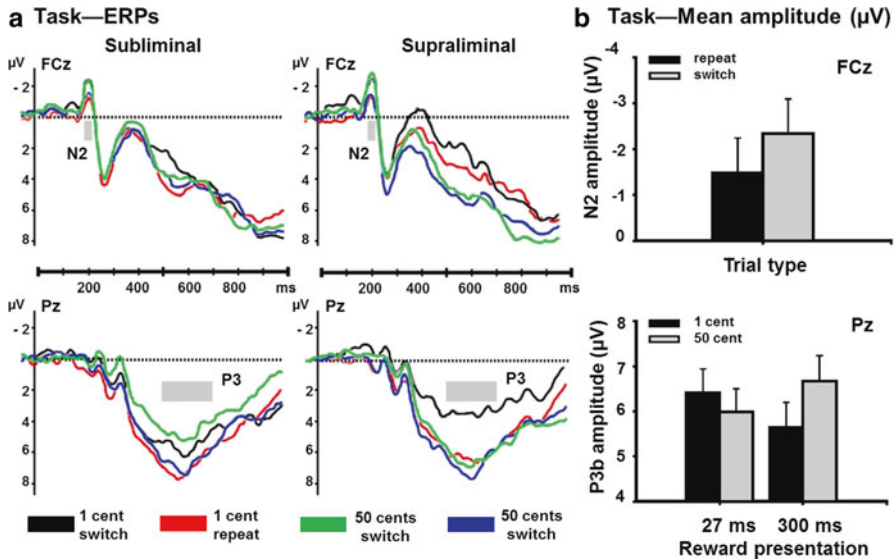 a Task—ERPs
Subliminal
Supraliminal
µV
FCz
- 2
N2
2
4
6
8
µV
FCz
- 2
N2
2
4
6
8
200 400 600 800 ms
200 400 600 800 ms
µV
Pz
- 2
P3
2
4
6
8
µV
Pz
- 2
P3
2
4
6
8
1 cent
switch
1 cent
repeat
50 cents
switch
50 cents
switch
b Task—Mean amplitude (µV)
-4
-3
-2
-1
0
N2 amplitude (µV)
repeat
switch
FCz
Trial type
8
7
6
5
4
P3b amplitude (µV)
1 cent
50 cent
Pz
27 ms 300 ms
Reward presentation